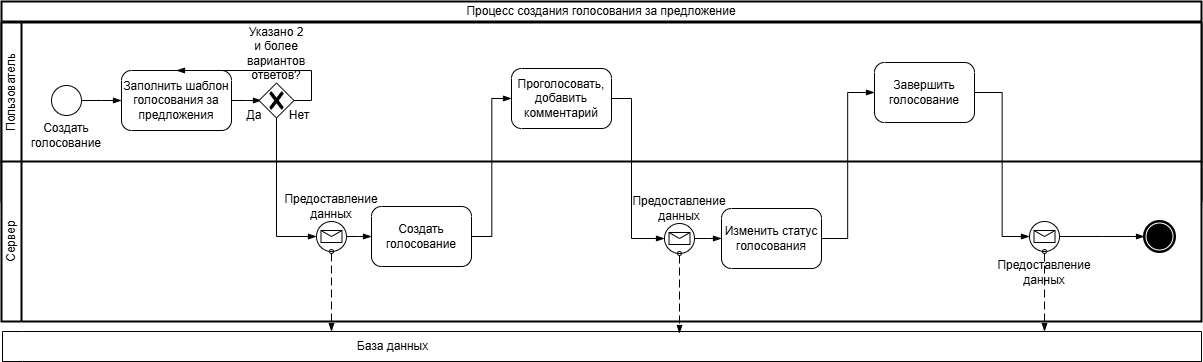 Процесс создания голосования за предложение
Пользователь
Создать
голосование
Заполнить шаблон
голосования за
предложения
Указано 2
и более
вариантов
ответов?
Да
Нет
Проголосовать,
добавить
комментарий
Завершить
голосование
Сервер
Предоставление
данных
Создать
голосование
Предоставление
данных
Изменить статус
голосования
Предоставление
данных
База данных